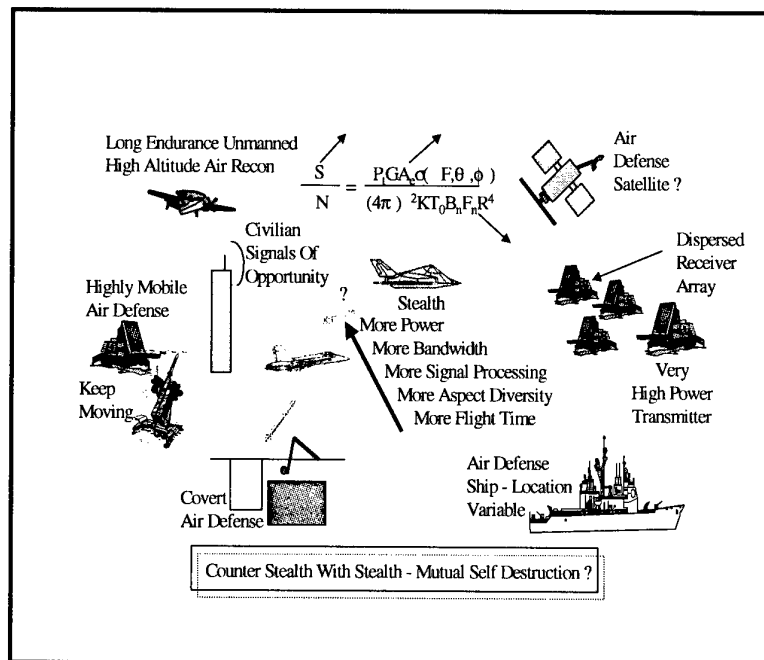 Long Endurance Unmanned
High Altitude Air Recon
S
N
=
PₜGAₑσ( F,θ ,ϕ )
(4π) ²KT₀BₙFₙR⁴
Air
Defense
Satellite ?
Civilian
Signals Of
Opportunity
Dispersed
Receiver
Array
Highly Mobile
Air Defense
?
Stealth
More Power
More Bandwidth
More Signal Processing
More Aspect Diversity
More Flight Time
Keep
Moving
Very
High Power
Transmitter
Covert
Air Defense
Air Defense
Ship - Location
Variable
Counter Stealth With Stealth - Mutual Self Destruction ?